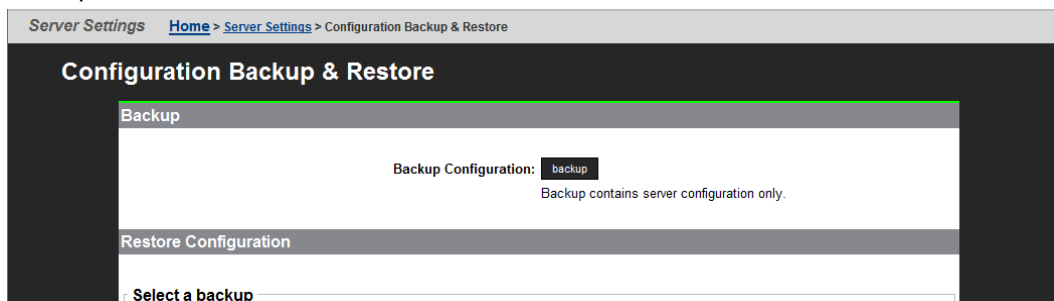 Server Settings Home > Server Settings > Configuration Backup & Restore
Configuration Backup & Restore
Backup
Backup Configuration: backup
Backup contains server configuration only.
Restore Configuration
Select a backup